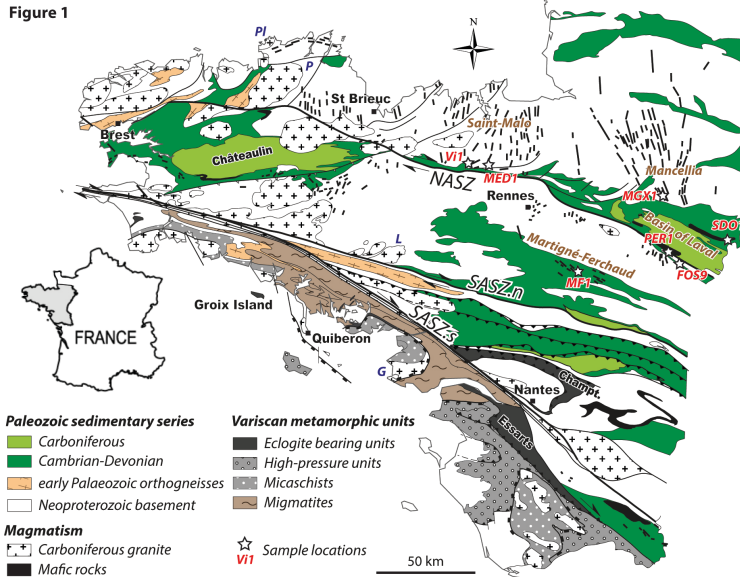 Figure 1
Pl
P
N
St Brieuc
Saint-Malo
Brest
Châteaulin
Vi1
NASZ
MED1
Mancellia
Rennes
MGX1
Basin of Laval
SDO
PER1
L
Martigné-Ferchaud
FOS9
MF1
SASZ.n
Groix Island
SASZ.s
FRANCE
Quiberon
G
Champt.
Nantes
Essarts
Paleozoic sedimentary series
Carboniferous
Cambrian-Devonian
early Palaeozoic orthogneisses
Neoproterozoic basement
Magmatism
Carboniferous granite
Mafic rocks
Variscan metamorphic units
Eclogite bearing units
High-pressure units
Micaschists
Migmatites
Vi1 Sample locations
50 km